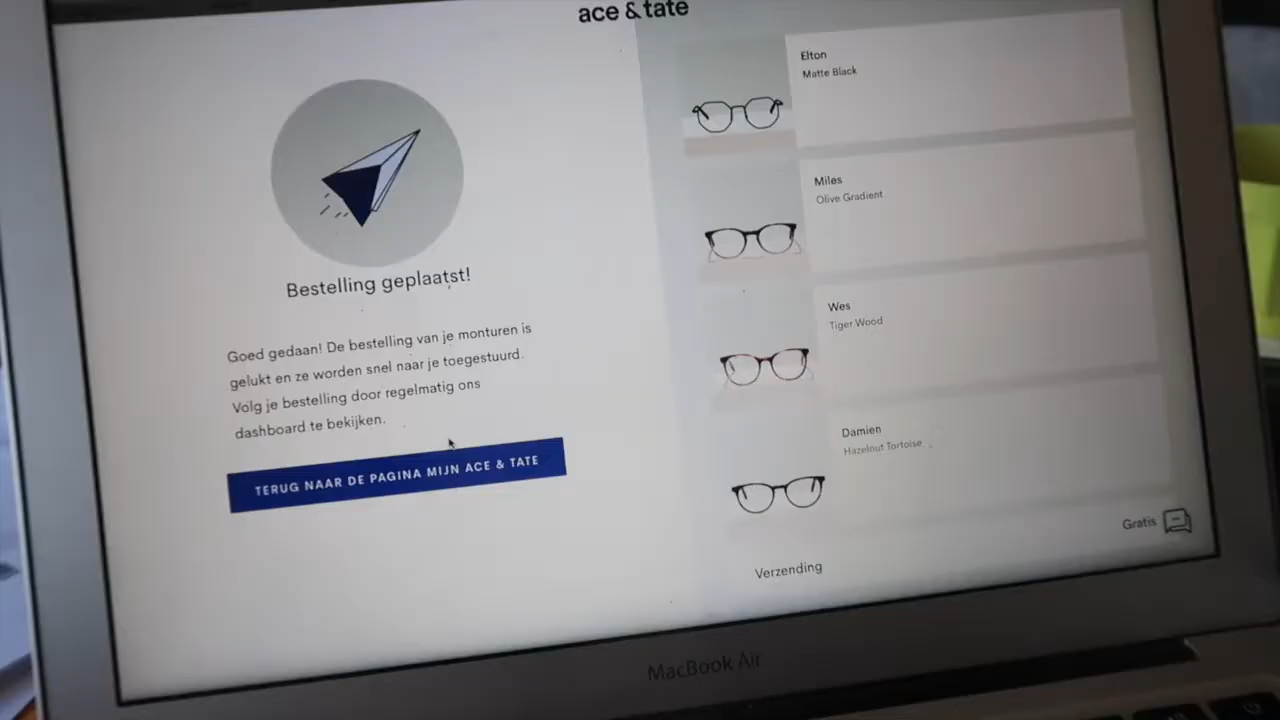 ace & tate
Bestelling geplaatst!
Goed gedaan! De bestelling van je monturen is
gelukt en ze worden snel naar je toegestuurd.
Volg je bestelling door regelmatig ons
dashboard te bekijken.
TERUG NAAR DE PAGINA MIJN ACE & TATE
Elton
Matte Black
Miles
Olive Gradient
Wes
Tiger Wood
Damien
Hazelnut Tortoise
Verzending
Gratis
MacBook Air